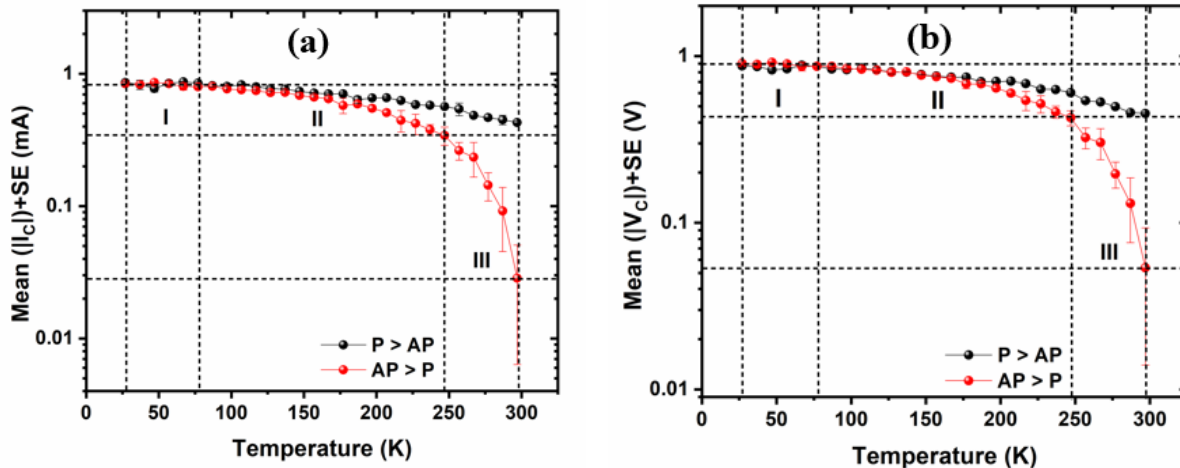 (a)
Mean (|I_C|)+SE (mA)
1
0.1
0.01
I
II
III
P > AP
AP > P
0 50 100 150 200 250 300
Temperature (K)
(b)
Mean (|V_C|)+SE (V)
1
0.1
0.01
I
II
III
P > AP
AP > P
0 50 100 150 200 250 300
Temperature (K)